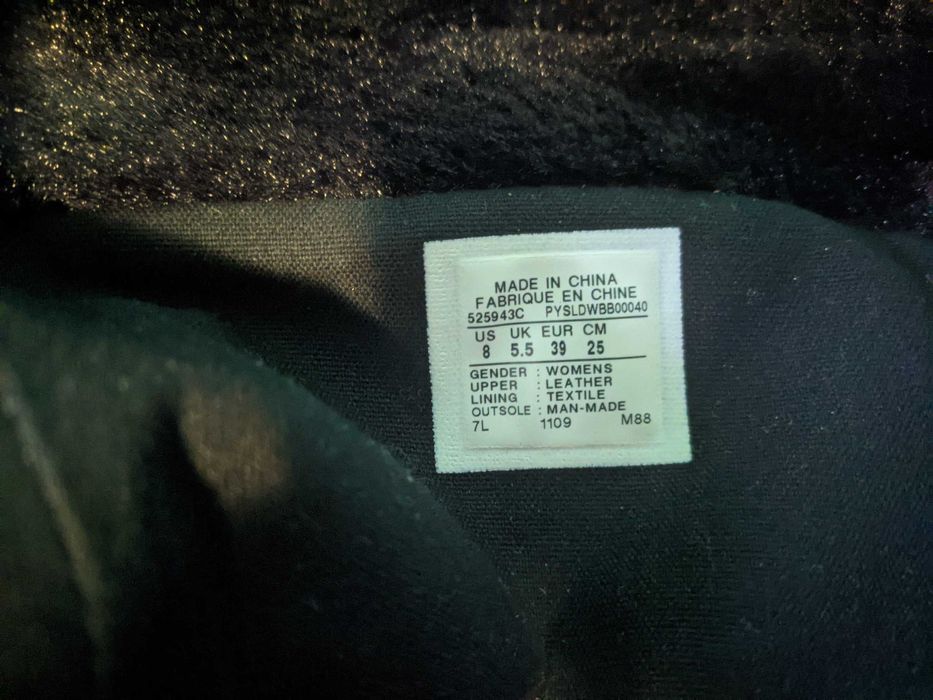 MADE IN CHINA
FABRIQUE EN CHINE
525943C PYSLDWBB00040
US UK EUR CM
8 5.5 39 25
GENDER : WOMENS
UPPER : LEATHER
LINING : TEXTILE
OUTSOLE : MAN-MADE
7L 1109 M88